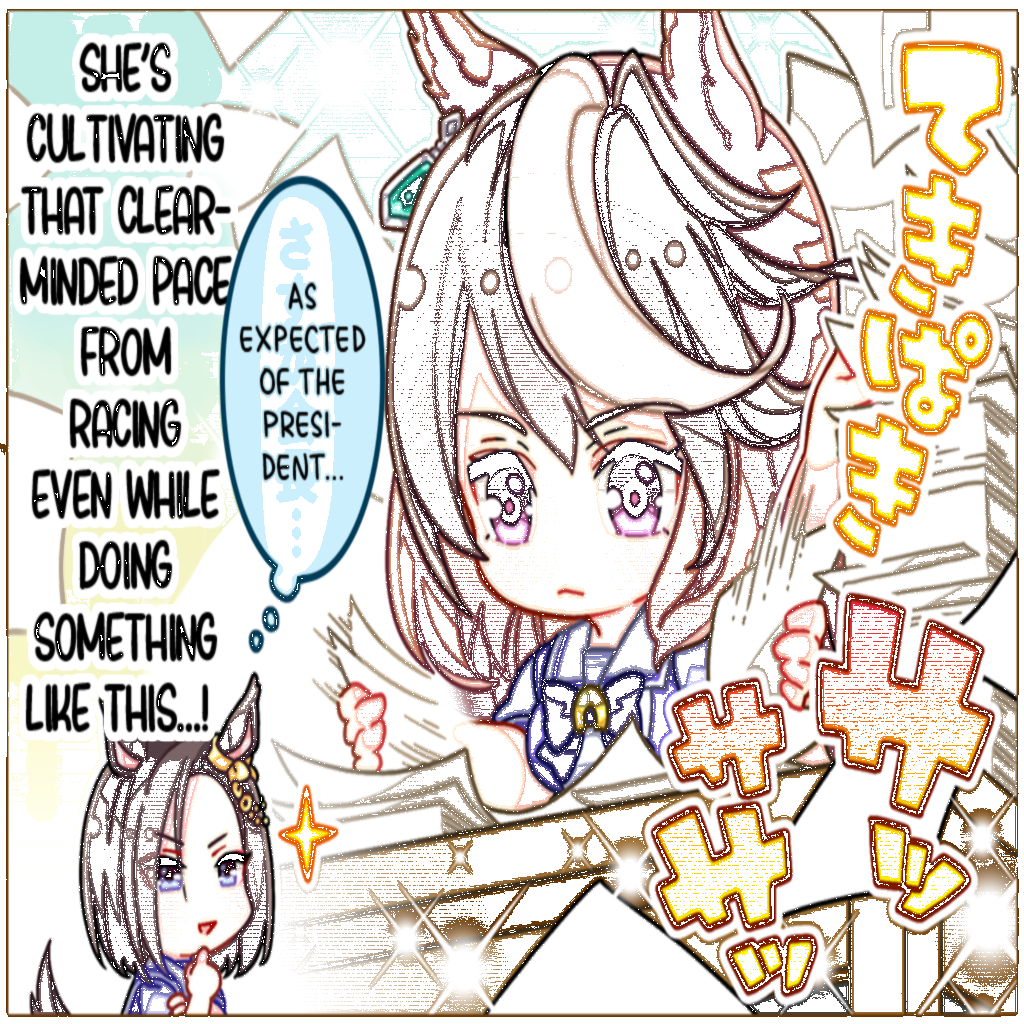 SHE'S
CULTIVATING
THAT CLEAR-
MINDED PACE
FROM
RACING
EVEN WHILE
DOING
SOMETHING
LIKE THIS...!
AS
EXPECTED
OF THE
PRESI-
DENT...
てきぱき
サッ
ササッ